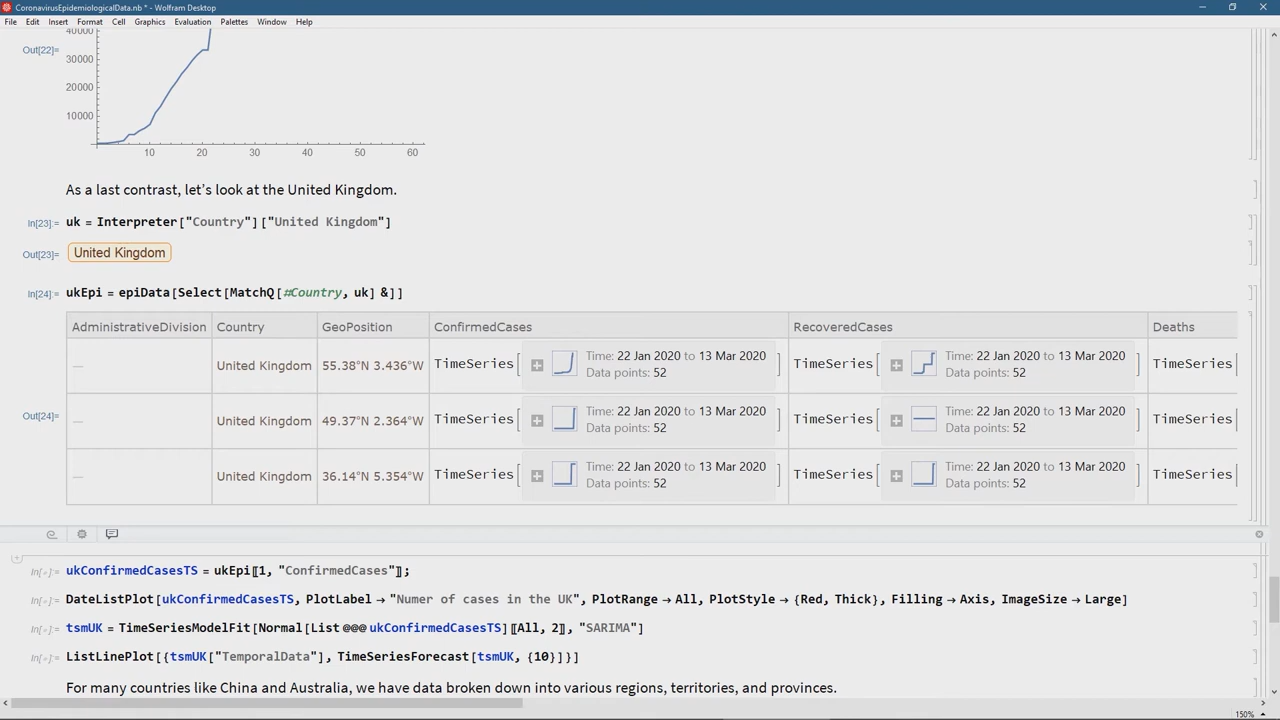 CoronavirusEpidemiologicalData.nb * - Wolfram Desktop
File Edit Insert Format Cell Graphics Evaluation Palettes Window Help
Out[22]=
40000
30000
20000
10000
10 20 30 40 50 60
As a last contrast, let's look at the United Kingdom.
In[23]:= uk = Interpreter["Country"]["United Kingdom"]
Out[23]= United Kingdom
In[24]:= ukEpi = epiData[Select[MatchQ[#Country, uk] &]]
AdministrativeDivision Country GeoPosition ConfirmedCases RecoveredCases Deaths
— United Kingdom 55.38°N 3.436°W TimeSeries[ Time: 22 Jan 2020 to 13 Mar 2020 Data points: 52 ] TimeSeries[ Time: 22 Jan 2020 to 13 Mar 2020 Data points: 52 ] TimeSeries[
Out[24]= — United Kingdom 49.37°N 2.364°W TimeSeries[ Time: 22 Jan 2020 to 13 Mar 2020 Data points: 52 ] TimeSeries[ Time: 22 Jan 2020 to 13 Mar 2020 Data points: 52 ] TimeSeries[
— United Kingdom 36.14°N 5.354°W TimeSeries[ Time: 22 Jan 2020 to 13 Mar 2020 Data points: 52 ] TimeSeries[ Time: 22 Jan 2020 to 13 Mar 2020 Data points: 52 ] TimeSeries[
In[∘]:= ukConfirmedCasesTS = ukEpi〚1, "ConfirmedCases"〛;
In[∘]:= DateListPlot[ukConfirmedCasesTS, PlotLabel → "Numer of cases in the UK", PlotRange → All, PlotStyle → {Red, Thick}, Filling → Axis, ImageSize → Large]
In[∘]:= tsmUK = TimeSeriesModelFit[Normal[List @@@ ukConfirmedCasesTS]〚All, 2〛, "SARIMA"]
In[∘]:= ListLinePlot[{tsmUK["TemporalData"], TimeSeriesForecast[tsmUK, {10}]}]
For many countries like China and Australia, we have data broken down into various regions, territories, and provinces.
150%